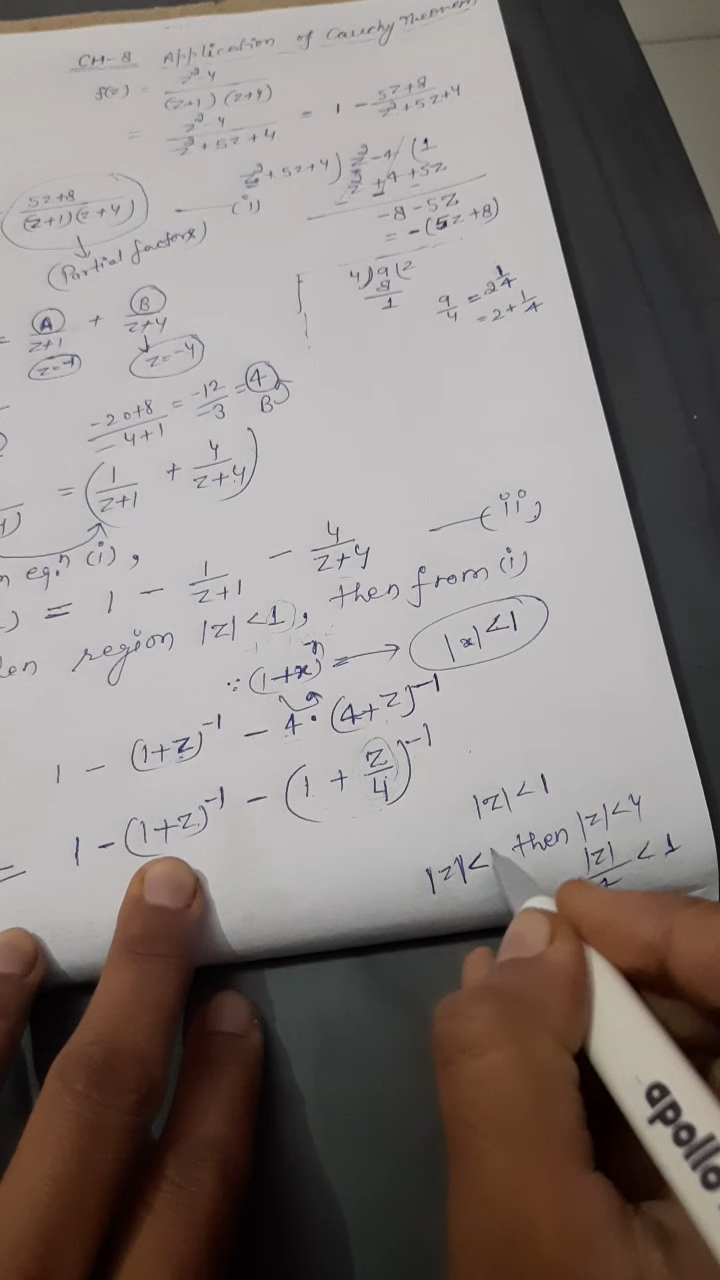 CH-8 Application of Cauchy Theorem
f(z) = z²-4 / (z+1) (z+4)
= z²-4 / z²+5z+4 = 1 - 5z+8 / z²+5z+4
z²+5z+4) z²-4 (1
z²+4+5z
-8-5z
= -(5z+8)
5z+8 / (z+1)(z+4) — (i)
(Partial factors)
4)9(2
8
1
9/4 = 2 1/4
= 2+1/4
= A / z+1 + B / z+4
z=-4
-20+8 / -4+1 = -12 / -3 = 4
B
= (1 / z+1 + 4 / z+4)
eqn (i),
= 1 - 1 / z+1 - 4 / z+4 — (ii)
region |z|<1, then from (i)
∵ (1+x)ⁿ = → |x|<1
1 - (1+z)⁻¹ - 4·(4+z)⁻¹
= 1-(1+z)⁻¹ - (1 + z/4)⁻¹
|z|<1
|z|< then |z|<4
|z| / < 1
apollo